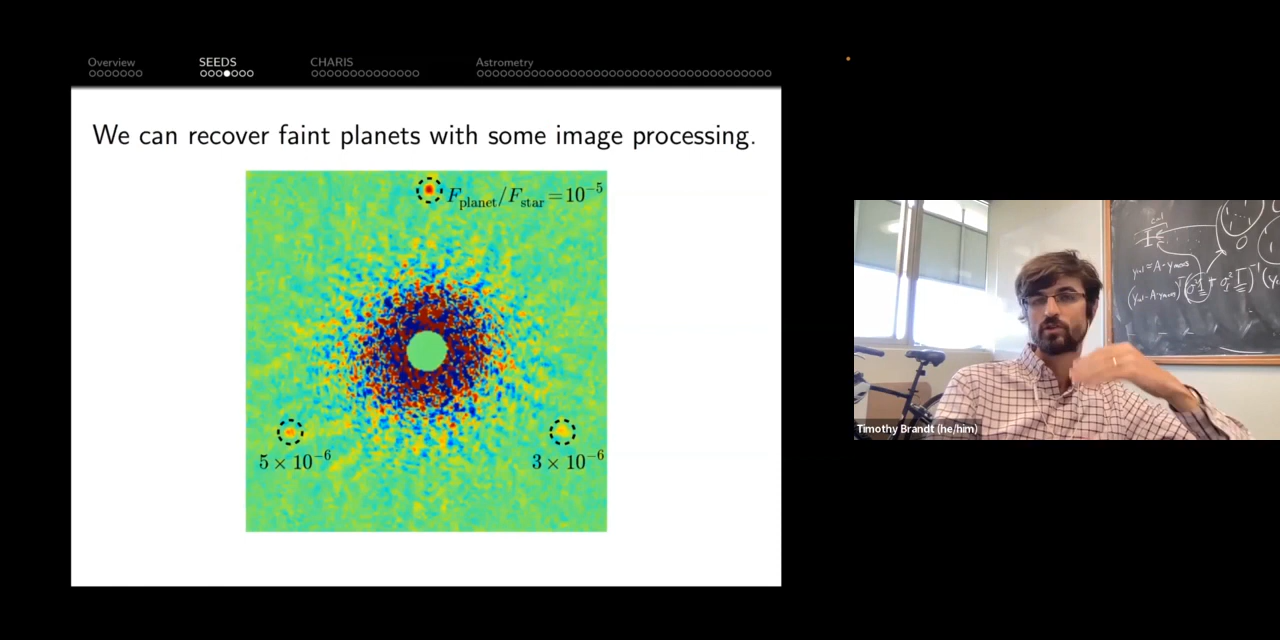 Overview
SEEDS
CHARIS
Astrometry
We can recover faint planets with some image processing.
F_planet/F_star = 10^−5
5 × 10^−6
3 × 10^−6
Timothy Brandt (he/him)